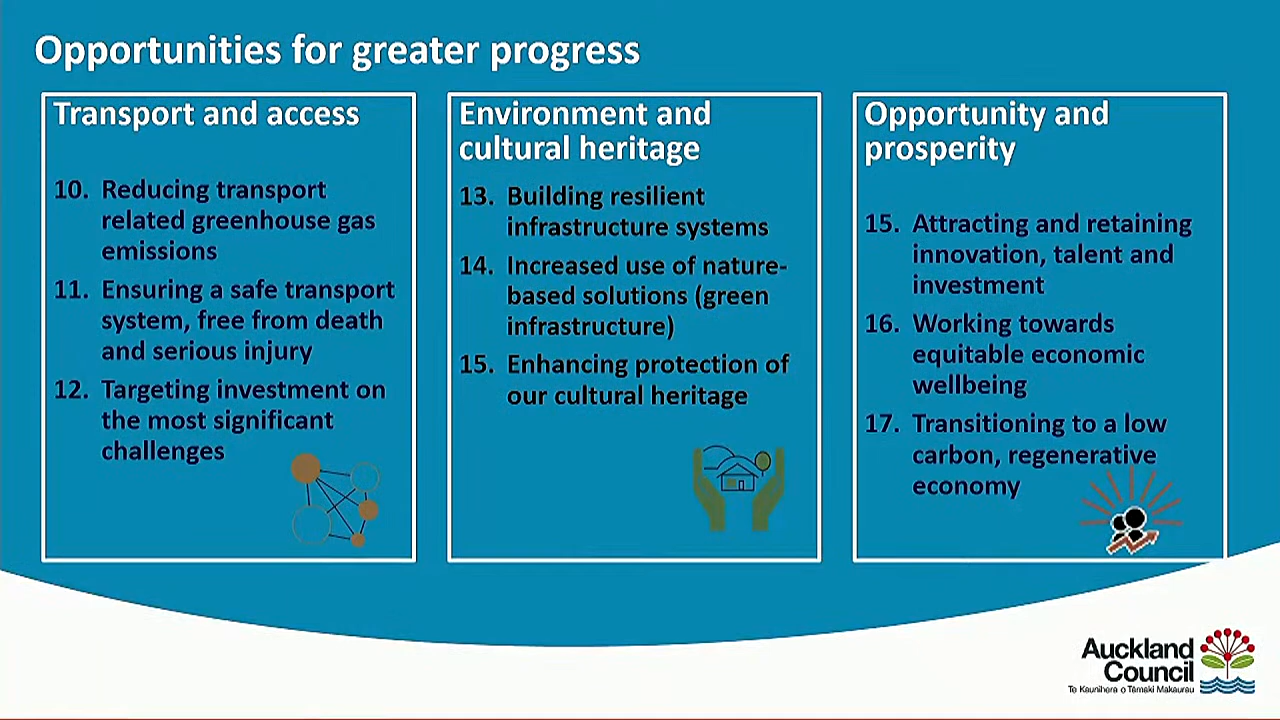 Opportunities for greater progress
Transport and access
10. Reducing transport
related greenhouse gas
emissions
11. Ensuring a safe transport
system, free from death
and serious injury
12. Targeting investment on
the most significant
challenges
Environment and
cultural heritage
13. Building resilient
infrastructure systems
14. Increased use of nature-
based solutions (green
infrastructure)
15. Enhancing protection of
our cultural heritage
Opportunity and
prosperity
15. Attracting and retaining
innovation, talent and
investment
16. Working towards
equitable economic
wellbeing
17. Transitioning to a low
carbon, regenerative
economy
Auckland
Council
Te Kaunihera o Tāmaki Makaurau